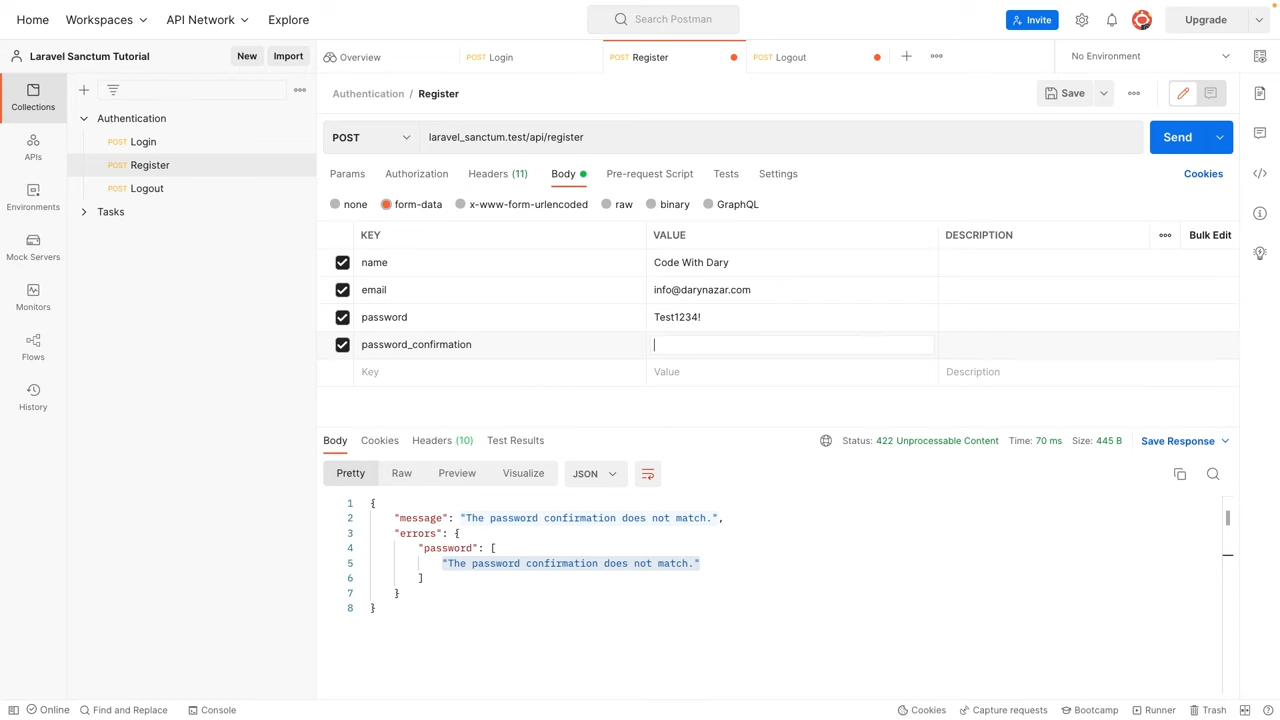 Home Workspaces API Network Explore Search Postman Invite Upgrade
Laravel Sanctum Tutorial New Import Overview POST Login POST Register POST Logout No Environment
Collections
APIs
Environments
Mock Servers
Monitors
Flows
History
Authentication
POST Login
POST Register
POST Logout
Tasks
Authentication / Register Save
POST laravel_sanctum.test/api/register Send
Params Authorization Headers (11) Body Pre-request Script Tests Settings Cookies
none form-data x-www-form-urlencoded raw binary GraphQL
KEY VALUE DESCRIPTION Bulk Edit
name Code With Dary
email info@darynazar.com
password Test1234!
password_confirmation
Key Value Description
Body Cookies Headers (10) Test Results Status: 422 Unprocessable Content Time: 70 ms Size: 445 B Save Response
Pretty Raw Preview Visualize JSON
1 {
2 "message": "The password confirmation does not match.",
3 "errors": {
4 "password": [
5 "The password confirmation does not match."
6 ]
7 }
8 }
Online Find and Replace Console Cookies Capture requests Bootcamp Runner Trash